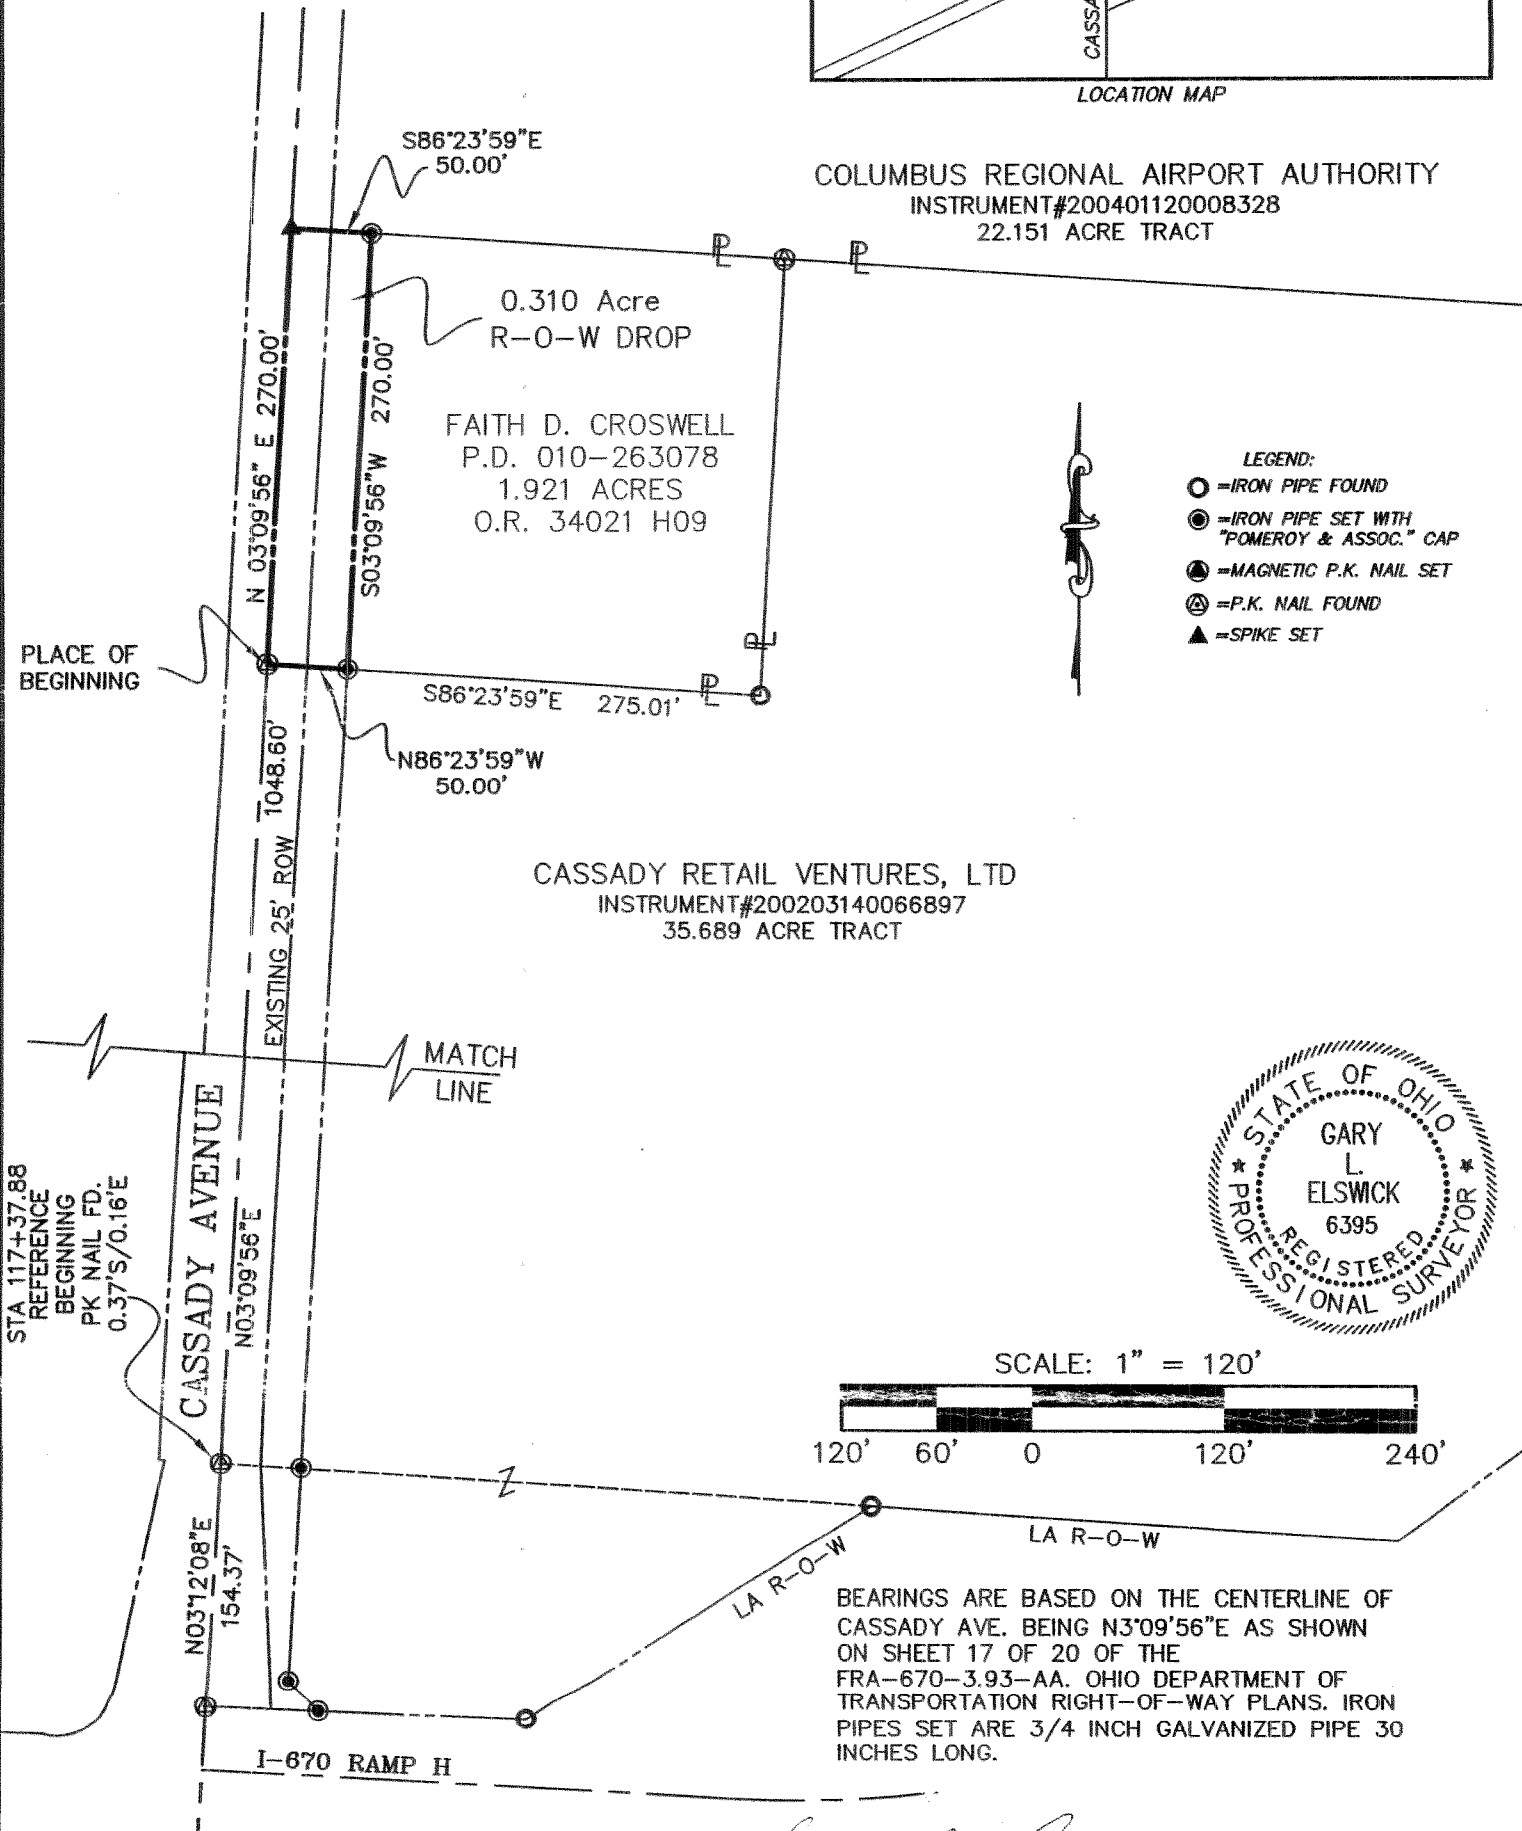 CASSA
LOCATION MAP
S86°23'59"E
50.00'
COLUMBUS REGIONAL AIRPORT AUTHORITY
INSTRUMENT#200401120008328
22.151 ACRE TRACT
PL
PL
0.310 Acre
R-O-W DROP
N 03°09'56" E 270.00'
S03°09'56"W 270.00'
FAITH D. CROSWELL
P.D. 010-263078
1.921 ACRES
O.R. 34021 H09
LEGEND:
=IRON PIPE FOUND
=IRON PIPE SET WITH
"POMEROY & ASSOC." CAP
=MAGNETIC P.K. NAIL SET
=P.K. NAIL FOUND
=SPIKE SET
PLACE OF
BEGINNING
PL
S86°23'59"E 275.01'
PL
N86°23'59"W
50.00'
1048.60'
EXISTING 25' ROW
CASSADY RETAIL VENTURES, LTD
INSTRUMENT#200203140066897
35.689 ACRE TRACT
MATCH
LINE
STATE OF OHIO
GARY
L.
ELSWICK
6395
REGISTERED
PROFESSIONAL SURVEYOR
STA 117+37.88
REFERENCE
BEGINNING
PK NAIL FD.
0.37'S/0.16'E
CASSADY AVENUE
N03°09'56"E
SCALE: 1" = 120'
120' 60' 0 120' 240'
Z
LA R-O-W
LA R-O-W
N03°12'08"E
154.37'
BEARINGS ARE BASED ON THE CENTERLINE OF
CASSADY AVE. BEING N3°09'56"E AS SHOWN
ON SHEET 17 OF 20 OF THE
FRA-670-3.93-AA. OHIO DEPARTMENT OF
TRANSPORTATION RIGHT-OF-WAY PLANS. IRON
PIPES SET ARE 3/4 INCH GALVANIZED PIPE 30
INCHES LONG.
I-670 RAMP H